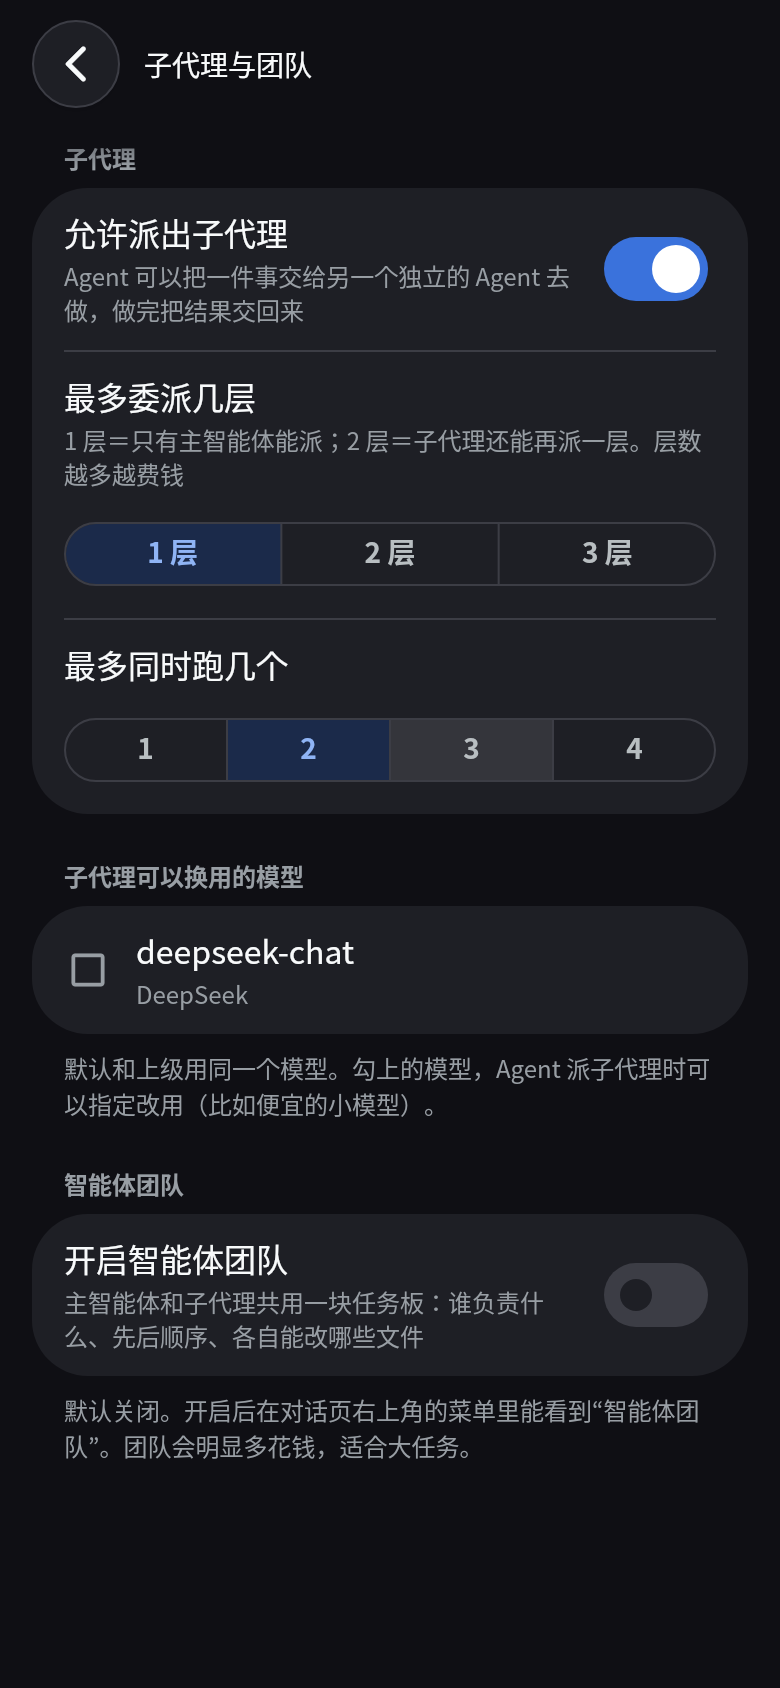 子代理与团队
子代理
允许派出子代理
Agent 可以把一件事交给另一个独立的 Agent 去
做，做完把结果交回来
最多委派几层
1 层＝只有主智能体能派；2 层＝子代理还能再派一层。层数
越多越费钱
1 层 2 层 3 层
最多同时跑几个
1 2 3 4
子代理可以换用的模型
deepseek-chat
DeepSeek
默认和上级用同一个模型。勾上的模型，Agent 派子代理时可
以指定改用（比如便宜的小模型）。
智能体团队
开启智能体团队
主智能体和子代理共用一块任务板：谁负责什
么、先后顺序、各自能改哪些文件
默认关闭。开启后在对话页右上角的菜单里能看到“智能体团
队”。团队会明显多花钱，适合大任务。